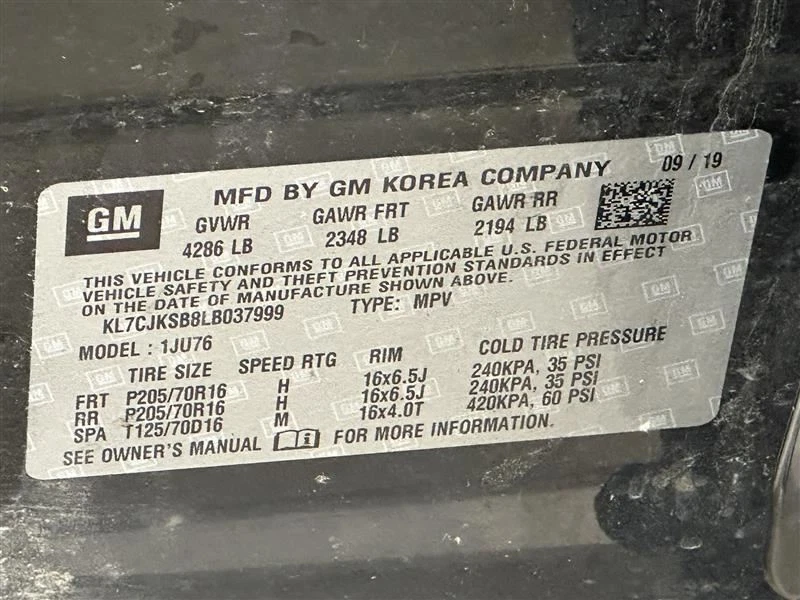 GM
MFD BY GM KOREA COMPANY 09 / 19
GVWR GAWR FRT GAWR RR
4286 LB 2348 LB 2194 LB
THIS VEHICLE CONFORMS TO ALL APPLICABLE U.S. FEDERAL MOTOR
VEHICLE SAFETY AND THEFT PREVENTION STANDARDS IN EFFECT
ON THE DATE OF MANUFACTURE SHOWN ABOVE.
KL7CJKSB8LB037999 TYPE: MPV
MODEL : 1JU76
TIRE SIZE SPEED RTG RIM COLD TIRE PRESSURE
FRT P205/70R16 H 16x6.5J 240KPA, 35 PSI
RR P205/70R16 H 16x6.5J 240KPA, 35 PSI
SPA T125/70D16 M 16x4.0T 420KPA, 60 PSI
SEE OWNER'S MANUAL i FOR MORE INFORMATION.